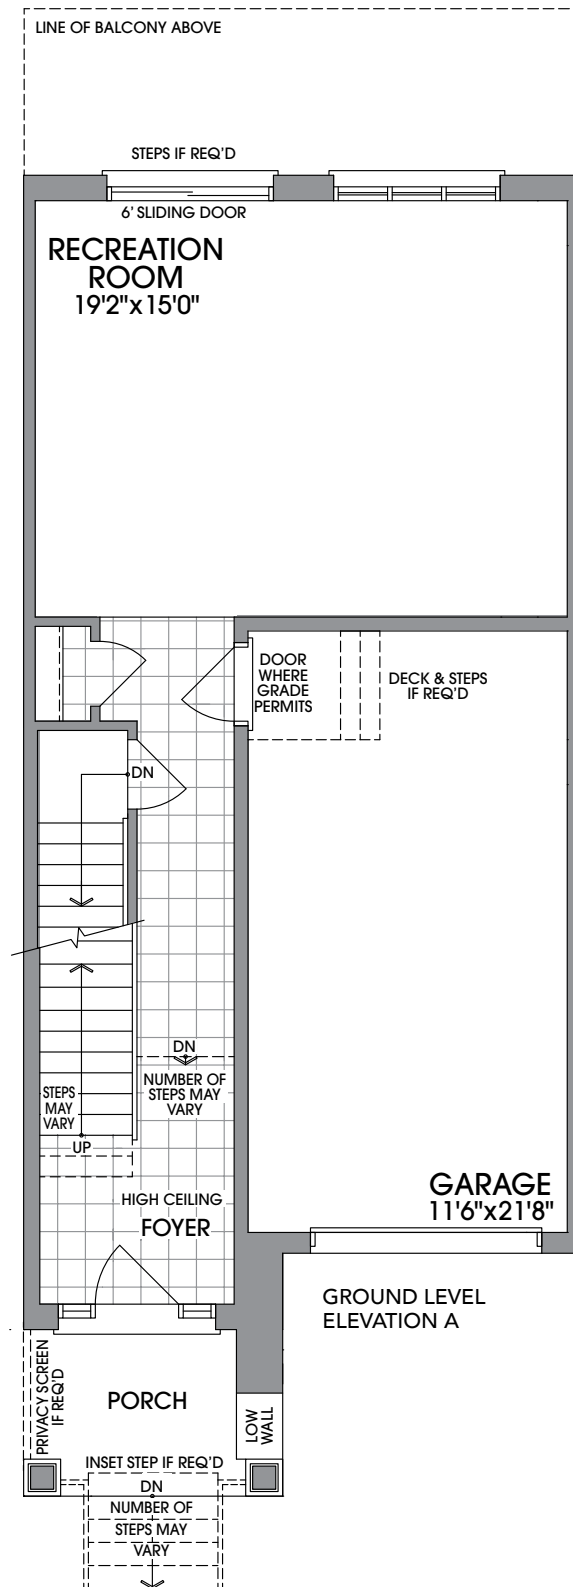 LINE OF BALCONY ABOVE
STEPS IF REQ'D
6' SLIDING DOOR
RECREATION
ROOM
19'2"x15'0"
DOOR
WHERE
GRADE
PERMITS
DECK & STEPS
IF REQ'D
DN
DN
NUMBER OF
STEPS MAY
VARY
STEPS
MAY
VARY
UP
HIGH CEILING
FOYER
GARAGE
11'6"x21'8"
GROUND LEVEL
ELEVATION A
PRIVACY SCREEN
IF REQ'D
PORCH
LOW
WALL
INSET STEP IF REQ'D
DN
NUMBER OF
STEPS MAY
VARY